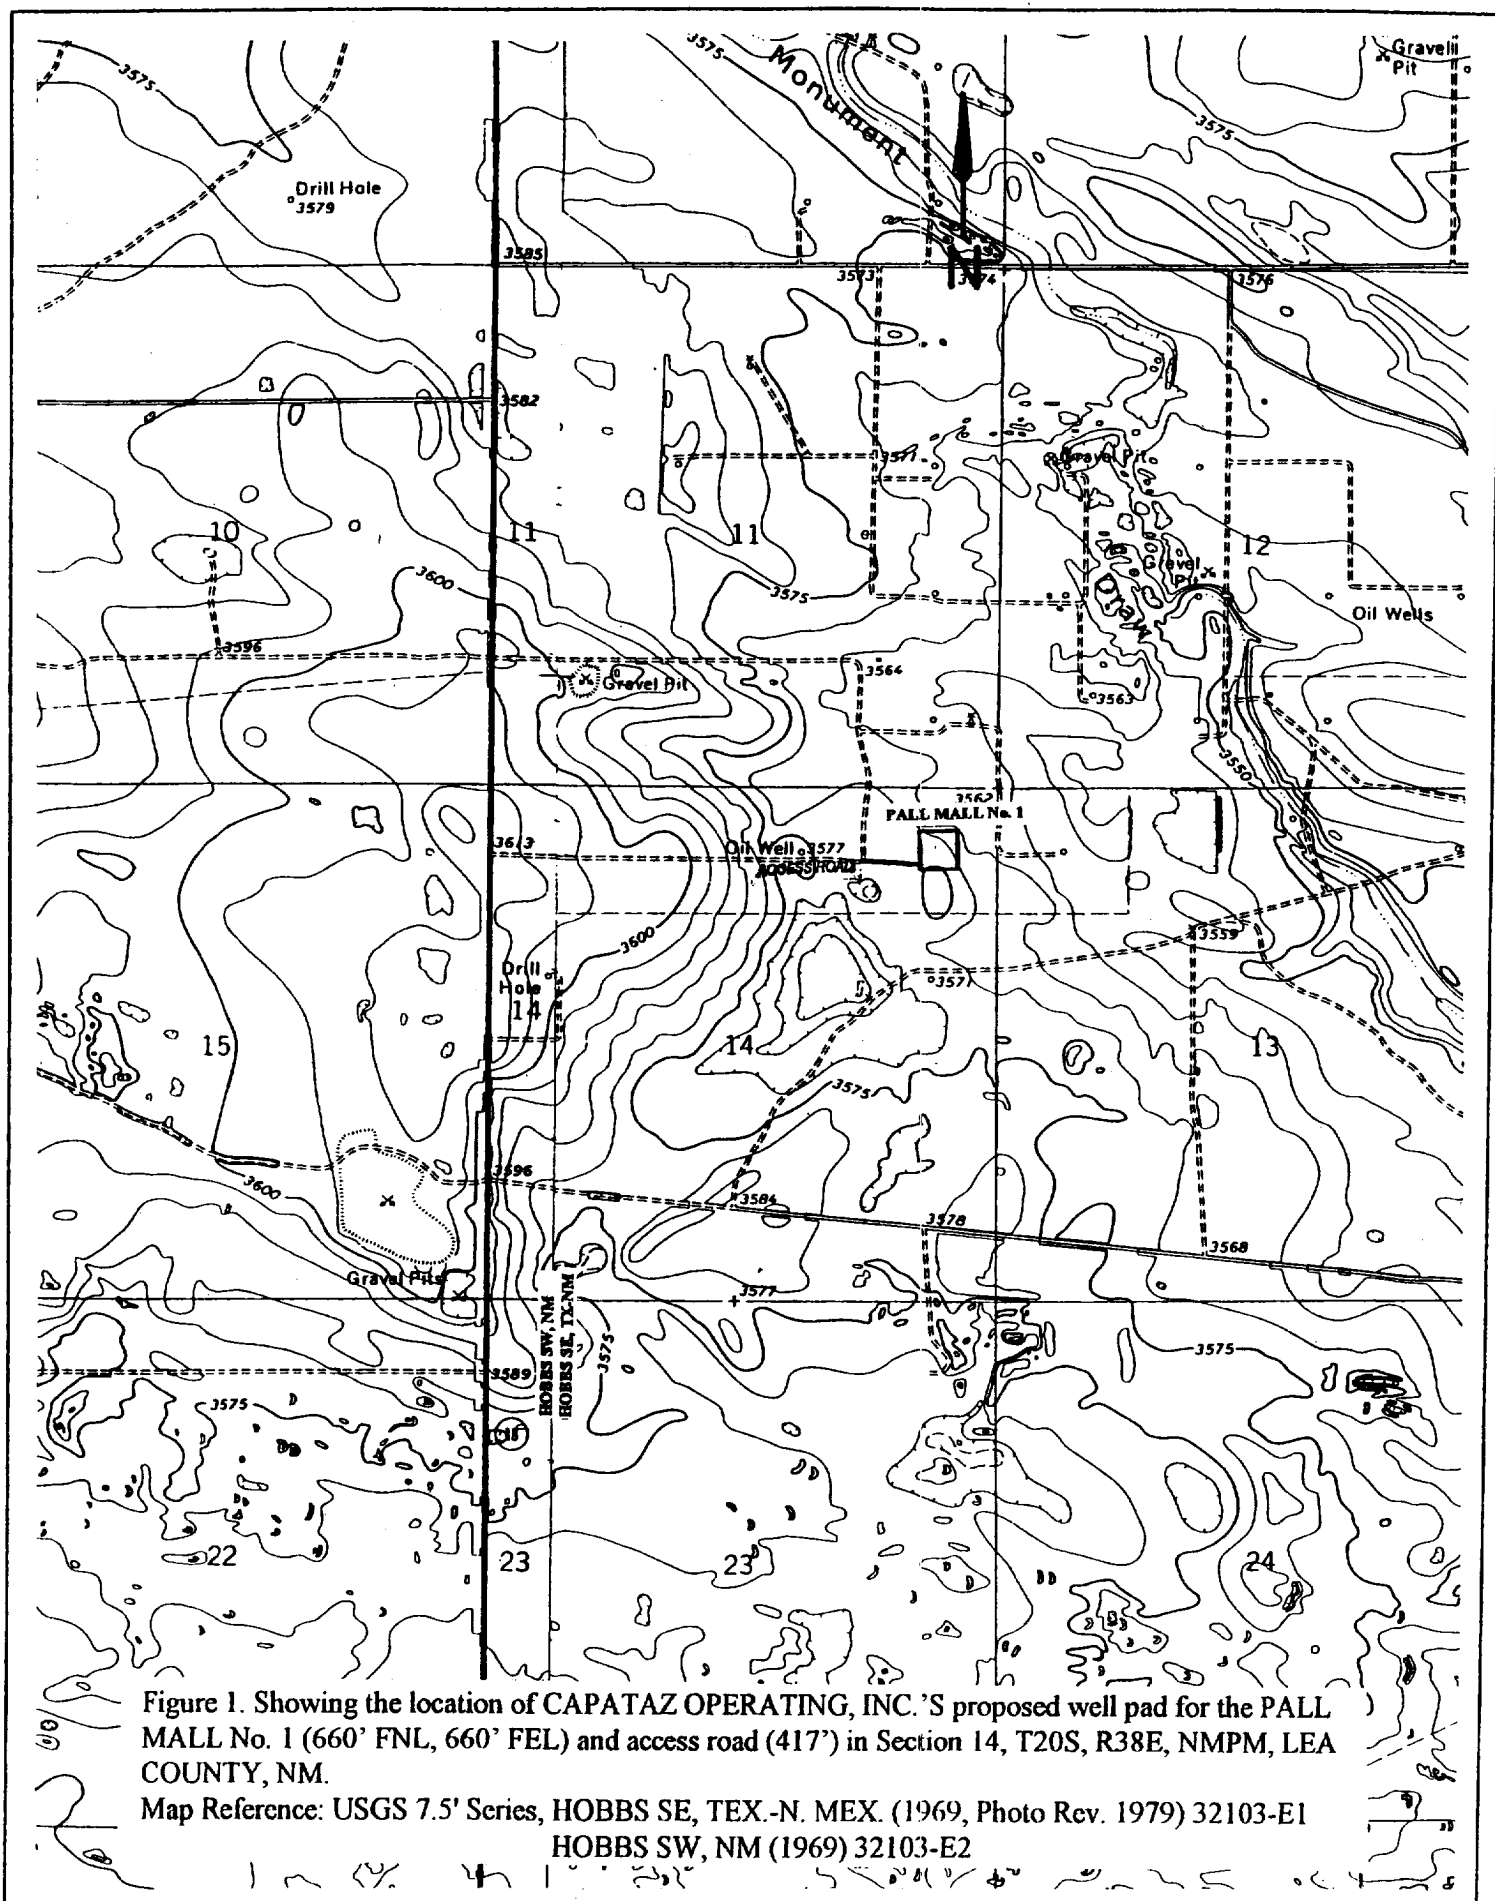 3575
Monument
Gravel
Pit
3575
3575
Drill Hole
3579
N
3585
3573
3574
3576
3582
3571
Gravel Pit
10
11
11
12
Gravel
Pit
3600
3575
Draw
Oil Wells
3596
3564
Gravel Pit
3563
3550
3562
PALL MALL No. 1
3613
Oil Well
3577
ACCESS ROAD
3600
3559
Drill
Hole
14
3571
15
14
13
3575
3596
3600
3584
3578
3568
Gravel Pits
HOBBS SW, NM
HOBBS SE, TX-NM
3577
3575
3575
3589
3575
22
23
23
24
Figure 1. Showing the location of CAPATAZ OPERATING, INC.'S proposed well pad for the PALL
MALL No. 1 (660' FNL, 660' FEL) and access road (417') in Section 14, T20S, R38E, NMPM, LEA
COUNTY, NM.
Map Reference: USGS 7.5' Series, HOBBS SE, TEX.-N. MEX. (1969, Photo Rev. 1979) 32103-E1
HOBBS SW, NM (1969) 32103-E2